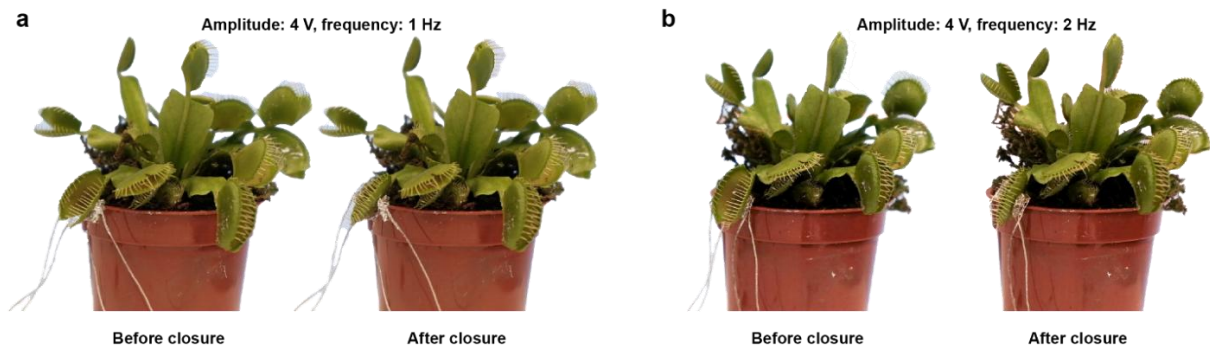 a
Amplitude: 4 V, frequency: 1 Hz
Before closure
After closure
b
Amplitude: 4 V, frequency: 2 Hz
Before closure
After closure